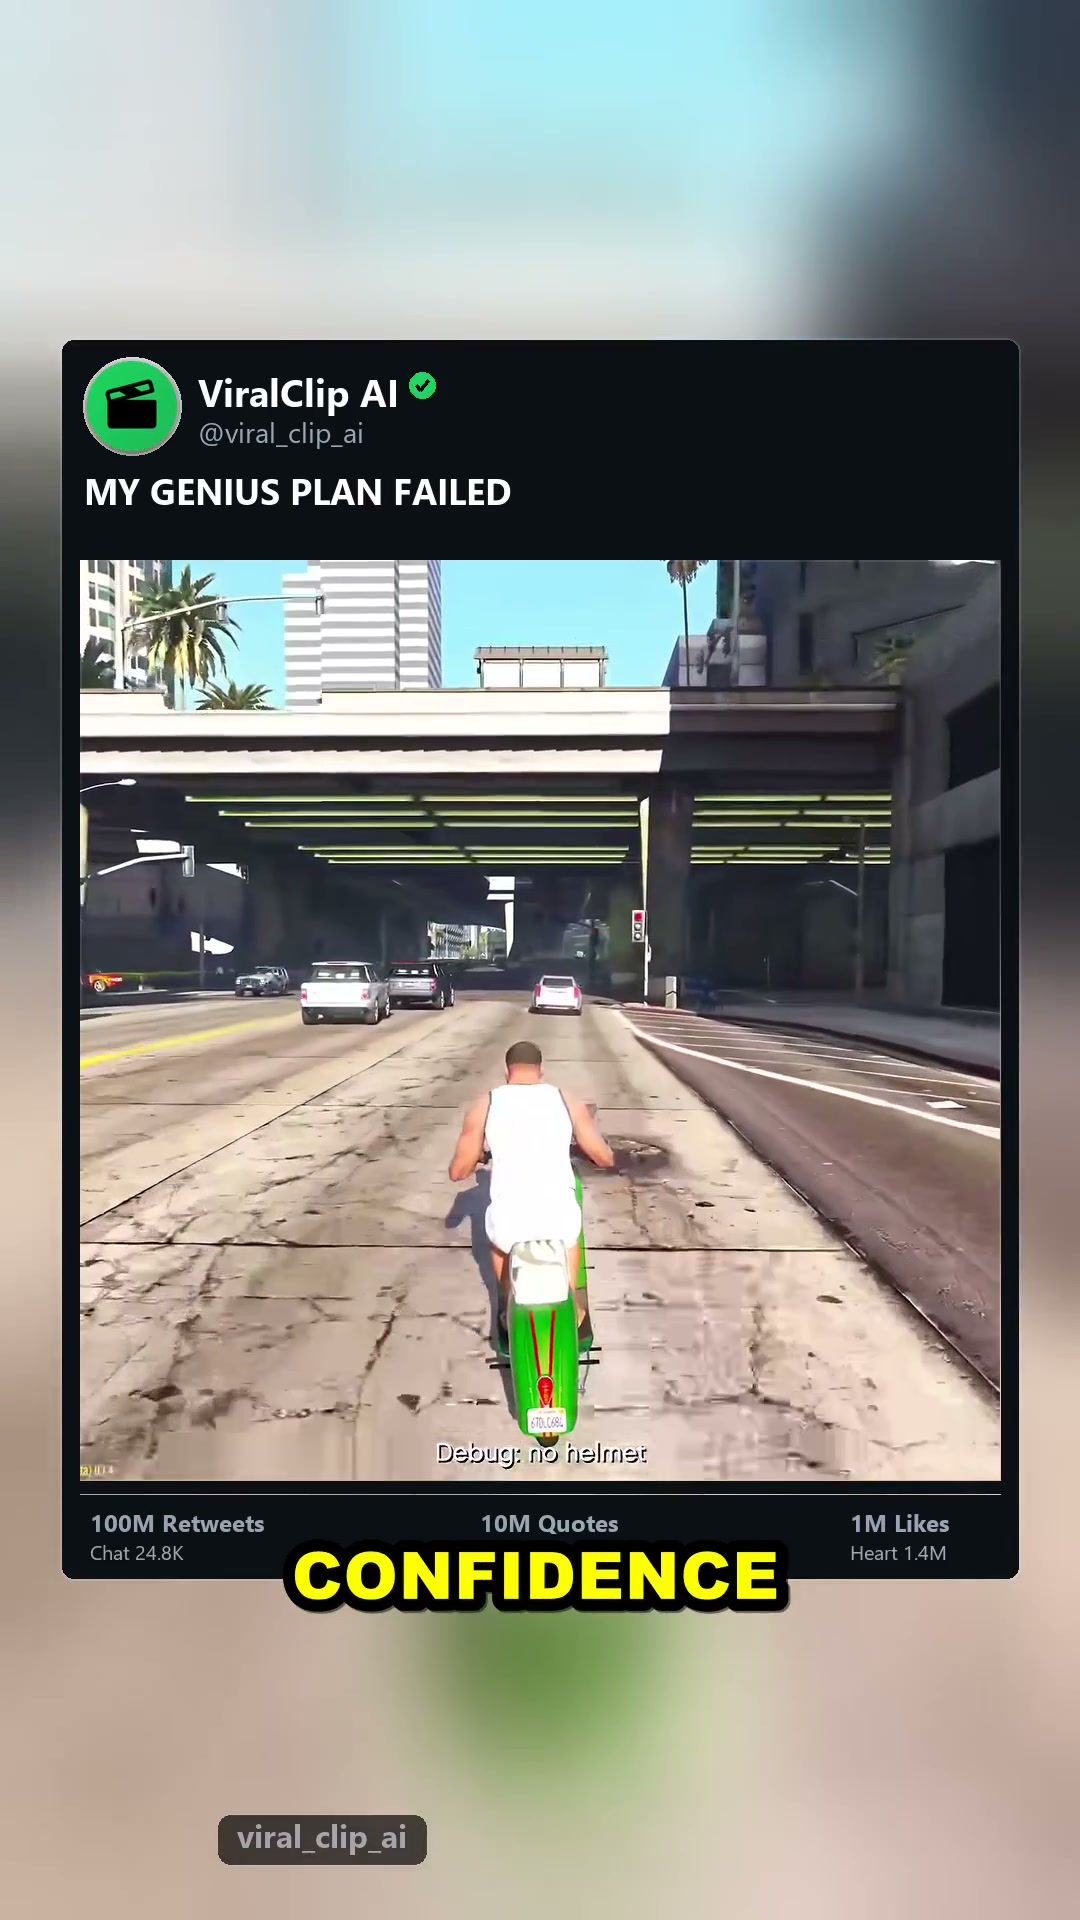 ViralClip AI
@viral_clip_ai
MY GENIUS PLAN FAILED
Debug: no helmet
100M Retweets
10M Quotes
1M Likes
Chat 24.8K
Heart 1.4M
CONFIDENCE
viral_clip_ai